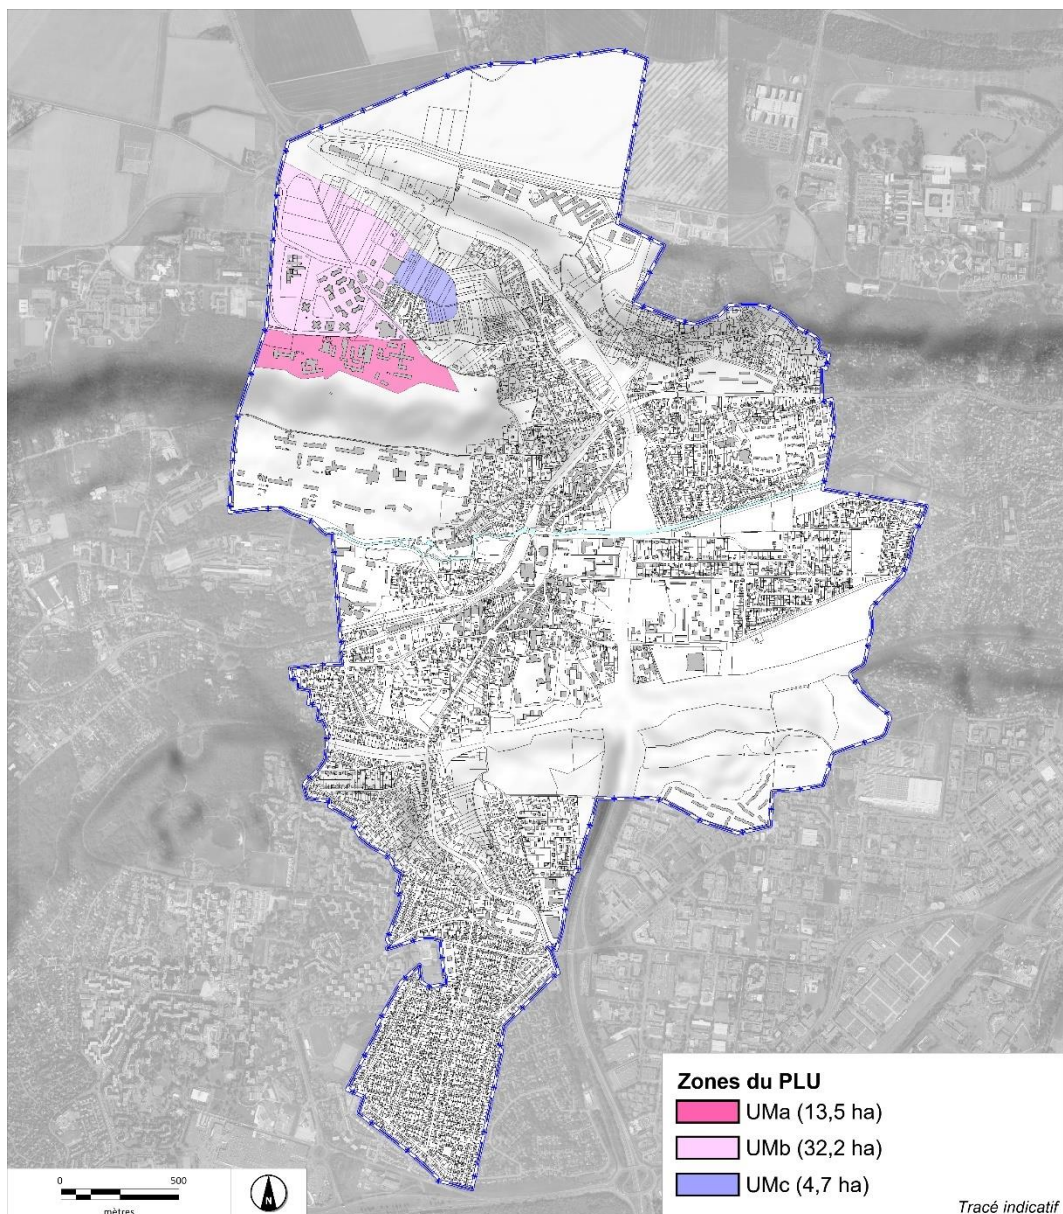 Zones du PLU
UMa (13,5 ha)
UMb (32,2 ha)
UMc (4,7 ha)
Tracé indicatif
0 500
mètres
N